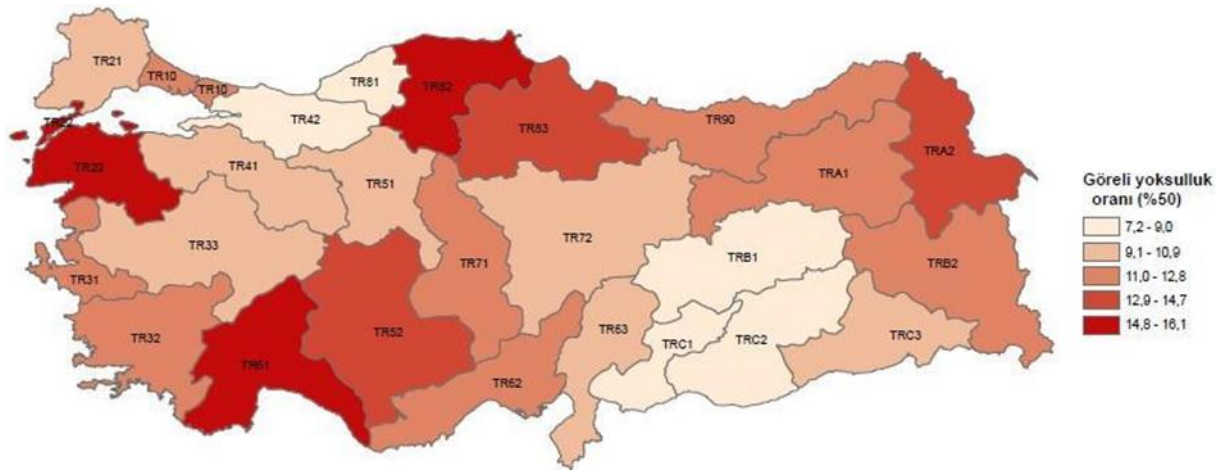 TR21
TR10
TR10
TR81
TR82
TR42
TR83
TR90
TRA2
TR22
TR22
TR41
TR51
TRA1
TR33
TR72
TR71
TRB1
TRB2
TR31
TR32
TR52
TR63
TRC1
TRC2
TRC3
TR61
TR62
Göreli yoksulluk
oranı (%50)
7,2 - 9,0
9,1 - 10,9
11,0 - 12,8
12,9 - 14,7
14,8 - 16,1